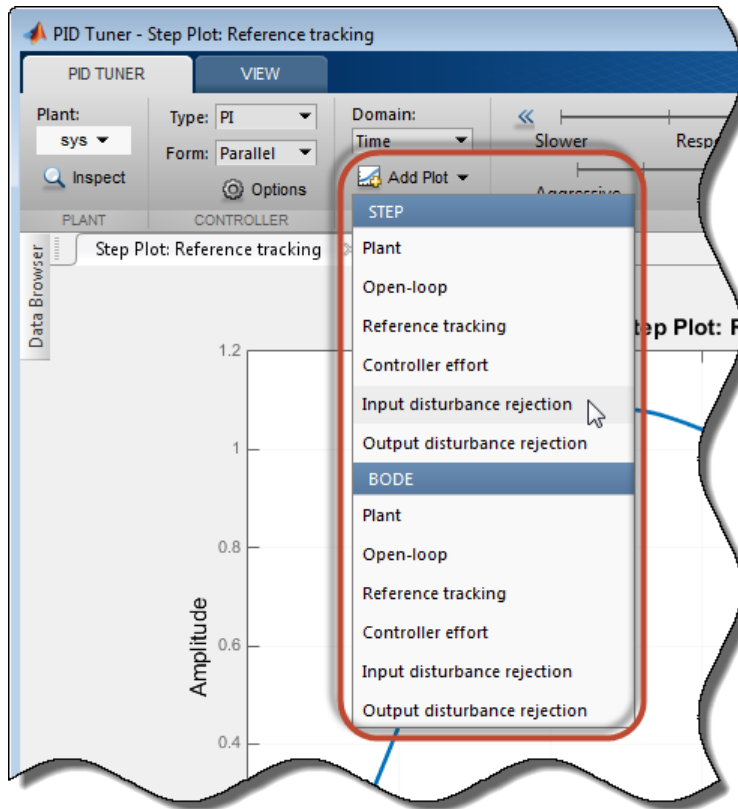 PID Tuner - Step Plot: Reference tracking
PID TUNER
VIEW
Plant:
sys
Inspect
PLANT
Type: PI
Form: Parallel
Options
CONTROLLER
Domain:
Time
Add Plot
Slower
Aggressive
Data Browser
Step Plot: Reference tracking
STEP
Plant
Open-loop
Reference tracking
Controller effort
Input disturbance rejection
Output disturbance rejection
BODE
Plant
Open-loop
Reference tracking
Controller effort
Input disturbance rejection
Output disturbance rejection
Plot:
Amplitude
1.2
1
0.8
0.6
0.4